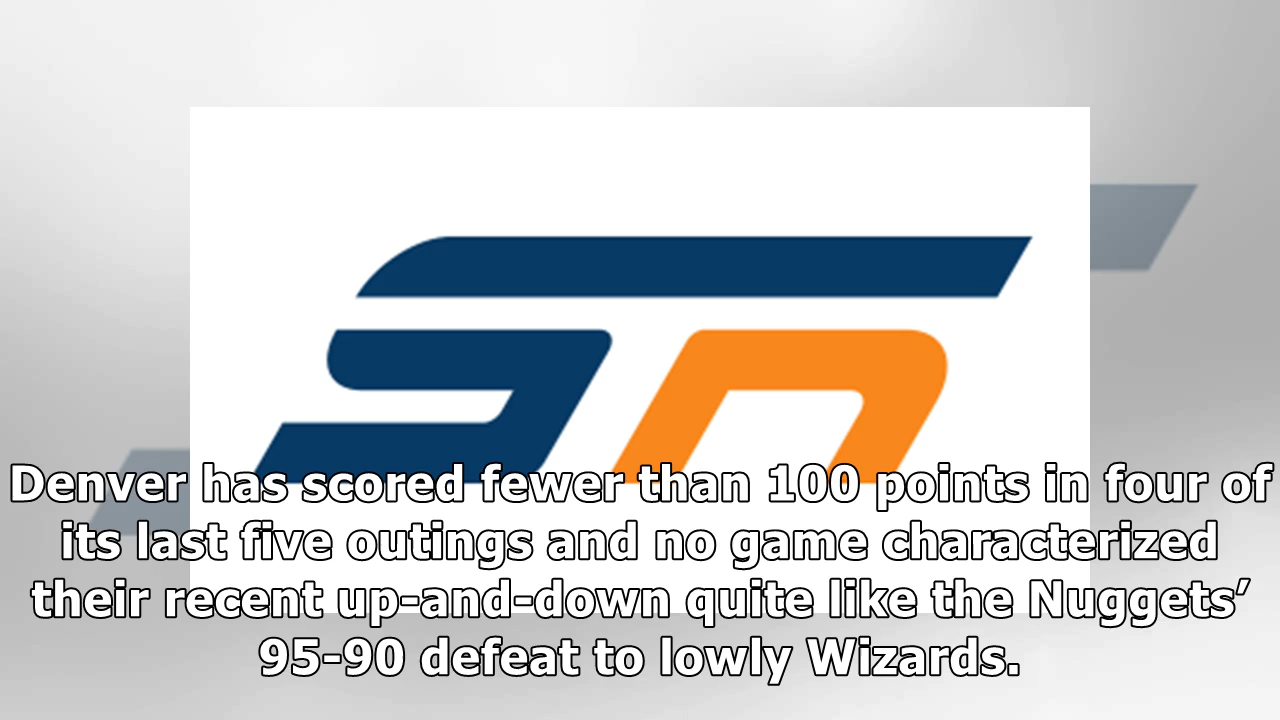 Denver has scored fewer than 100 points in four of
its last five outings and no game characterized
their recent up-and-down quite like the Nuggets’
95-90 defeat to lowly Wizards.